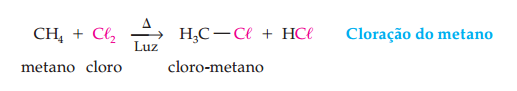 CH₄ + Cℓ₂ →(Δ / Luz) H₃C—Cℓ + HCℓ Cloração do metano
metano cloro cloro-metano